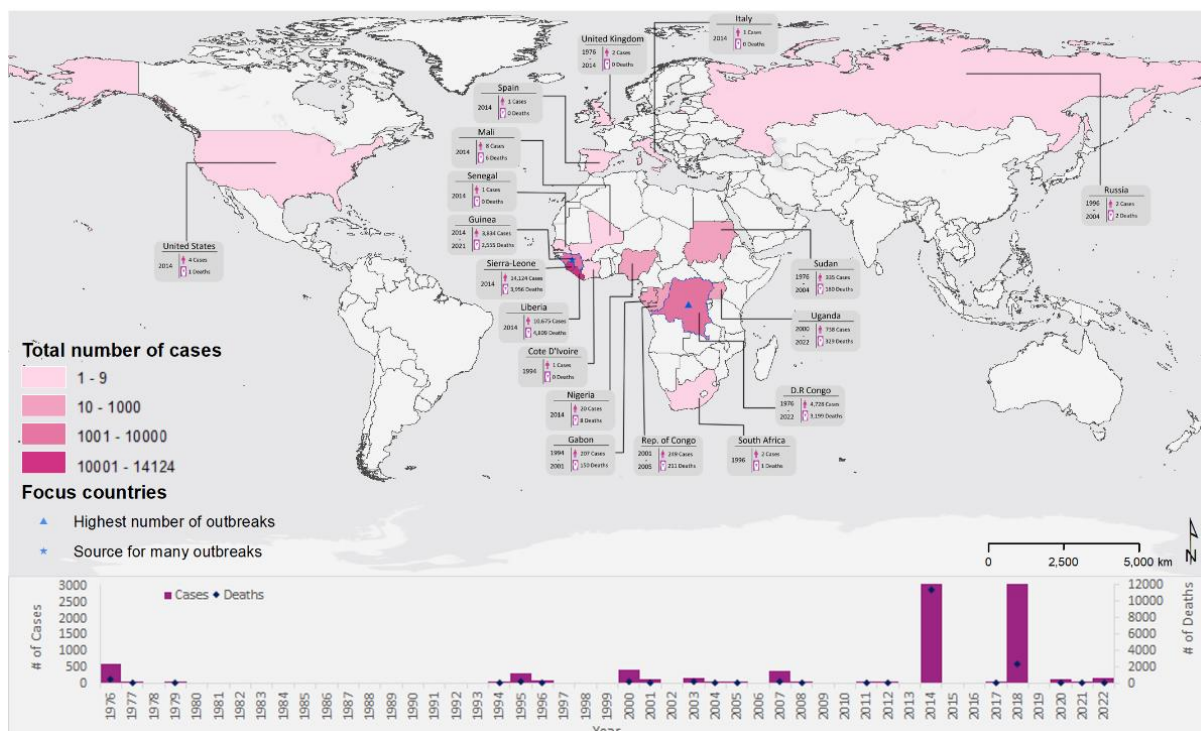 Italy
2014 1 Cases
0 Deaths
United Kingdom
1976 2 Cases
-
2014 0 Deaths
Spain
2014 1 Cases
0 Deaths
Mali
2014 8 Cases
6 Deaths
Senegal
2014 1 Cases
0 Deaths
Guinea
2014 Cases
-
2021 Deaths
Sierra-Leone
2014 14,124 Cases
3,956 Deaths
Liberia
2014 10,675 Cases
4,809 Deaths
Cote D'Ivoire
1994 1 Cases
0 Deaths
Nigeria
2014 20 Cases
8 Deaths
Gabon
1994 207 Cases
-
2001 150 Deaths
Rep. of Congo
2001 249 Cases
-
2005 Deaths
South Africa
1996 2 Cases
1 Deaths
D.R Congo
1976 Cases
-
2022 Deaths
Uganda
2000 Cases
-
2022 329 Deaths
Sudan
1976 335 Cases
-
2004 180 Deaths
Russia
1996 2 Cases
-
2004 2 Deaths
United States
2014 4 Cases
1 Deaths
Total number of cases
1 - 9
10 - 1000
1001 - 10000
10001 - 14124
Focus countries
Highest number of outbreaks
Source for many outbreaks
N
0 2,500 5,000 km
Cases Deaths
# of Cases
3000
2500
2000
1500
1000
500
0
# of Deaths
12000
10000
8000
6000
4000
2000
0
1976 1977 1978 1979 1980 1981 1982 1983 1984 1985 1986 1987 1988 1989 1990 1991 1992 1993 1994 1995 1996 1997 1998 1999 2000 2001 2002 2003 2004 2005 2006 2007 2008 2009 2010 2011 2012 2013 2014 2015 2016 2017 2018 2019 2020 2021 2022
Year